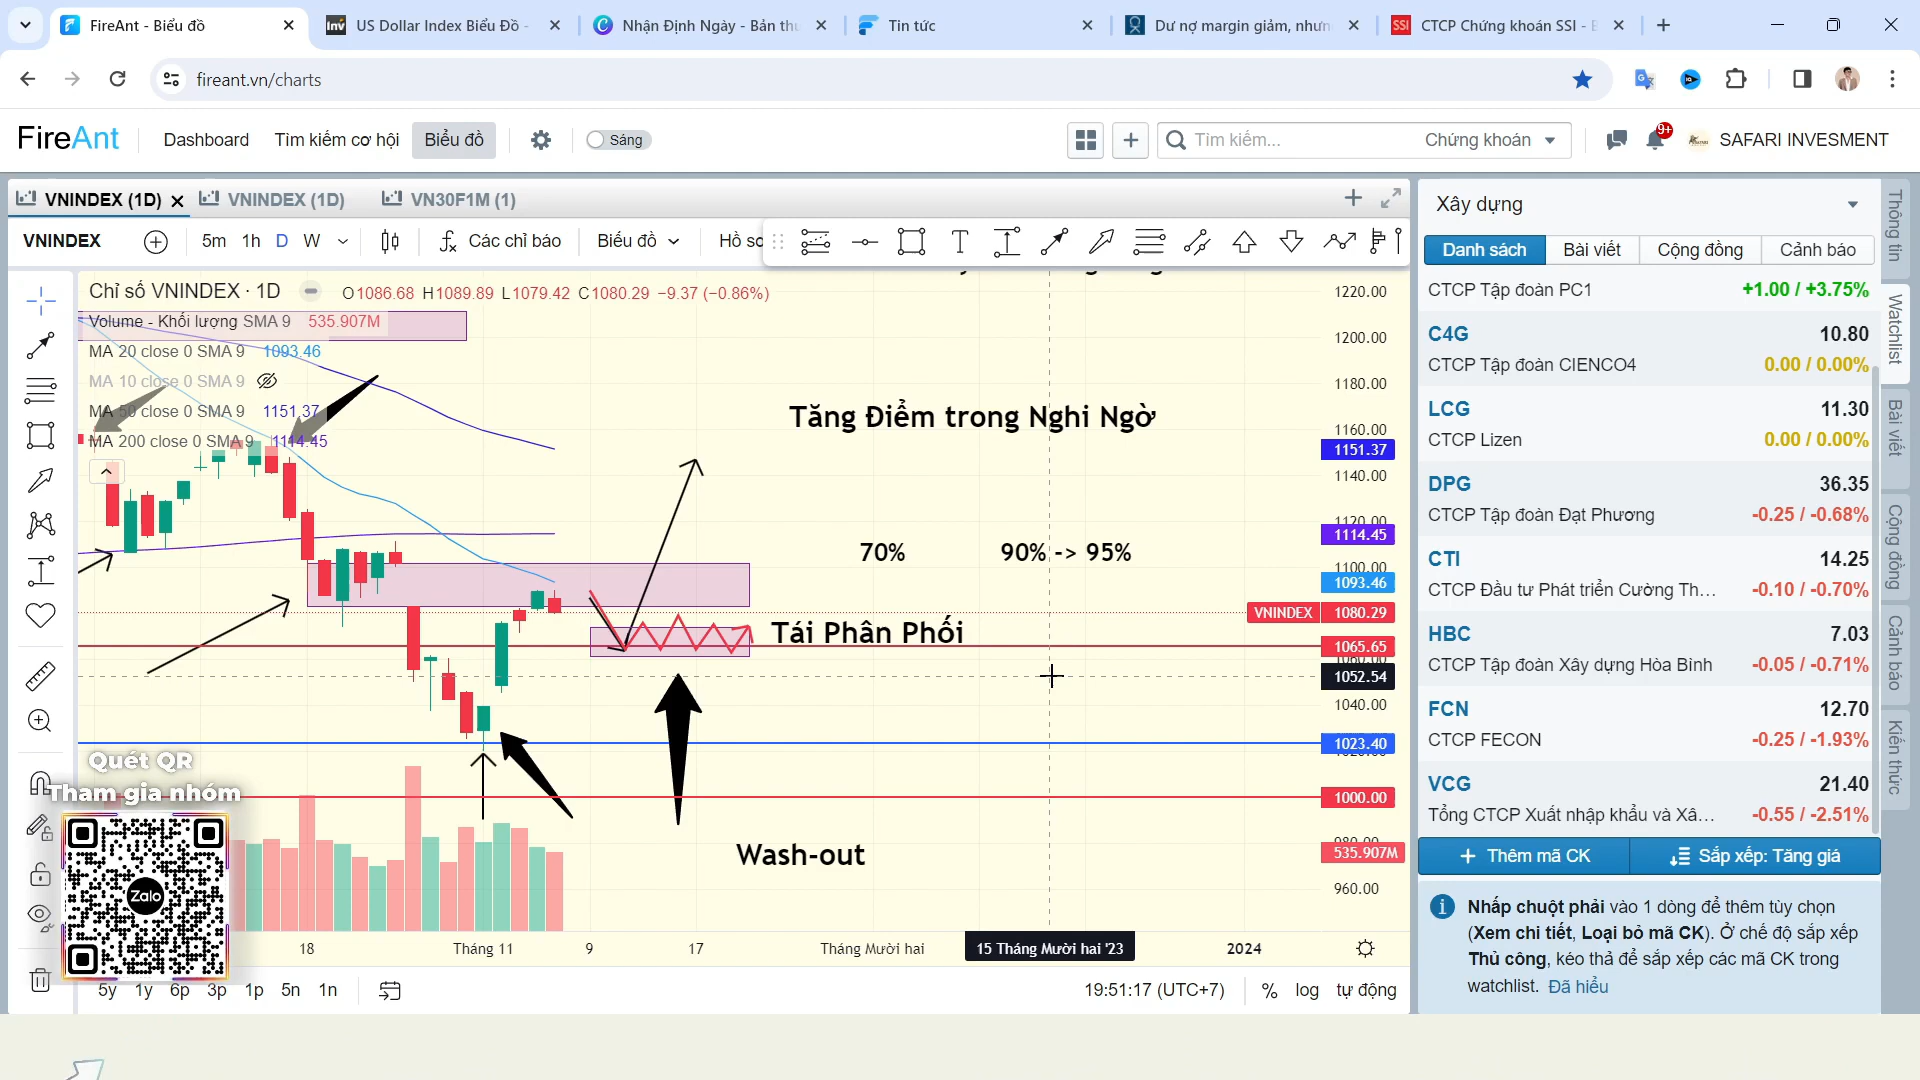 FireAnt - Biểu đồ
US Dollar Index Biểu Đồ -
Nhận Định Ngày - Bản thu
Tin tức
Dư nợ margin giảm, nhưn
SSI CTCP Chứng khoán SSI - B
fireant.vn/charts
FireAnt
Dashboard
Tìm kiếm cơ hội
Biểu đồ
Sáng
Tìm kiếm...
Chứng khoán
9+
SAFARI INVESMENT
VNINDEX (1D)
VNINDEX (1D)
VN30F1M (1)
VNINDEX
5m 1h D W
Các chỉ báo
Biểu đồ
Hồ sơ
Chỉ số VNINDEX · 1D
O1086.68 H1089.89 L1079.42 C1080.29 −9.37 (−0.86%)
Volume - Khối lượng SMA 9 535.907M
MA 20 close 0 SMA 9 1093.46
MA 10 close 0 SMA 9
MA 50 close 0 SMA 9 1151.37
MA 200 close 0 SMA 9 1114.45
Tăng Điểm trong Nghi Ngờ
70%
90% -> 95%
Tái Phân Phối
Wash-out
Quét QR
Tham gia nhóm
Zalo
1220.00
1200.00
1180.00
1160.00
1151.37
1140.00
1120.00
1114.45
1100.00
1093.46
VNINDEX 1080.29
1065.65
1060.00
1052.54
1040.00
1023.40
1020.00
1000.00
980.00
535.907M
960.00
18
Tháng 11
9
17
Tháng Mười hai
15 Tháng Mười hai '23
2024
5y 1y 6p 3p 1p 5n 1n
19:51:17 (UTC+7)
% log tự động
Xây dựng
Danh sách
Bài viết
Cộng đồng
Cảnh báo
CTCP Tập đoàn PC1 +1.00 / +3.75%
C4G 10.80
CTCP Tập đoàn CIENCO4 0.00 / 0.00%
LCG 11.30
CTCP Lizen 0.00 / 0.00%
DPG 36.35
CTCP Tập đoàn Đạt Phương -0.25 / -0.68%
CTI 14.25
CTCP Đầu tư Phát triển Cường Th... -0.10 / -0.70%
HBC 7.03
CTCP Tập đoàn Xây dựng Hòa Bình -0.05 / -0.71%
FCN 12.70
CTCP FECON -0.25 / -1.93%
VCG 21.40
Tổng CTCP Xuất nhập khẩu và Xâ... -0.55 / -2.51%
Thêm mã CK
Sắp xếp: Tăng giá
Nhấp chuột phải vào 1 dòng để thêm tùy chọn
(Xem chi tiết, Loại bỏ mã CK). Ở chế độ sắp xếp
Thủ công, kéo thả để sắp xếp các mã CK trong
watchlist. Đã hiểu
Thông tin
Watchlist
Bài viết
Cộng đồng
Cảnh báo
Kiến thức